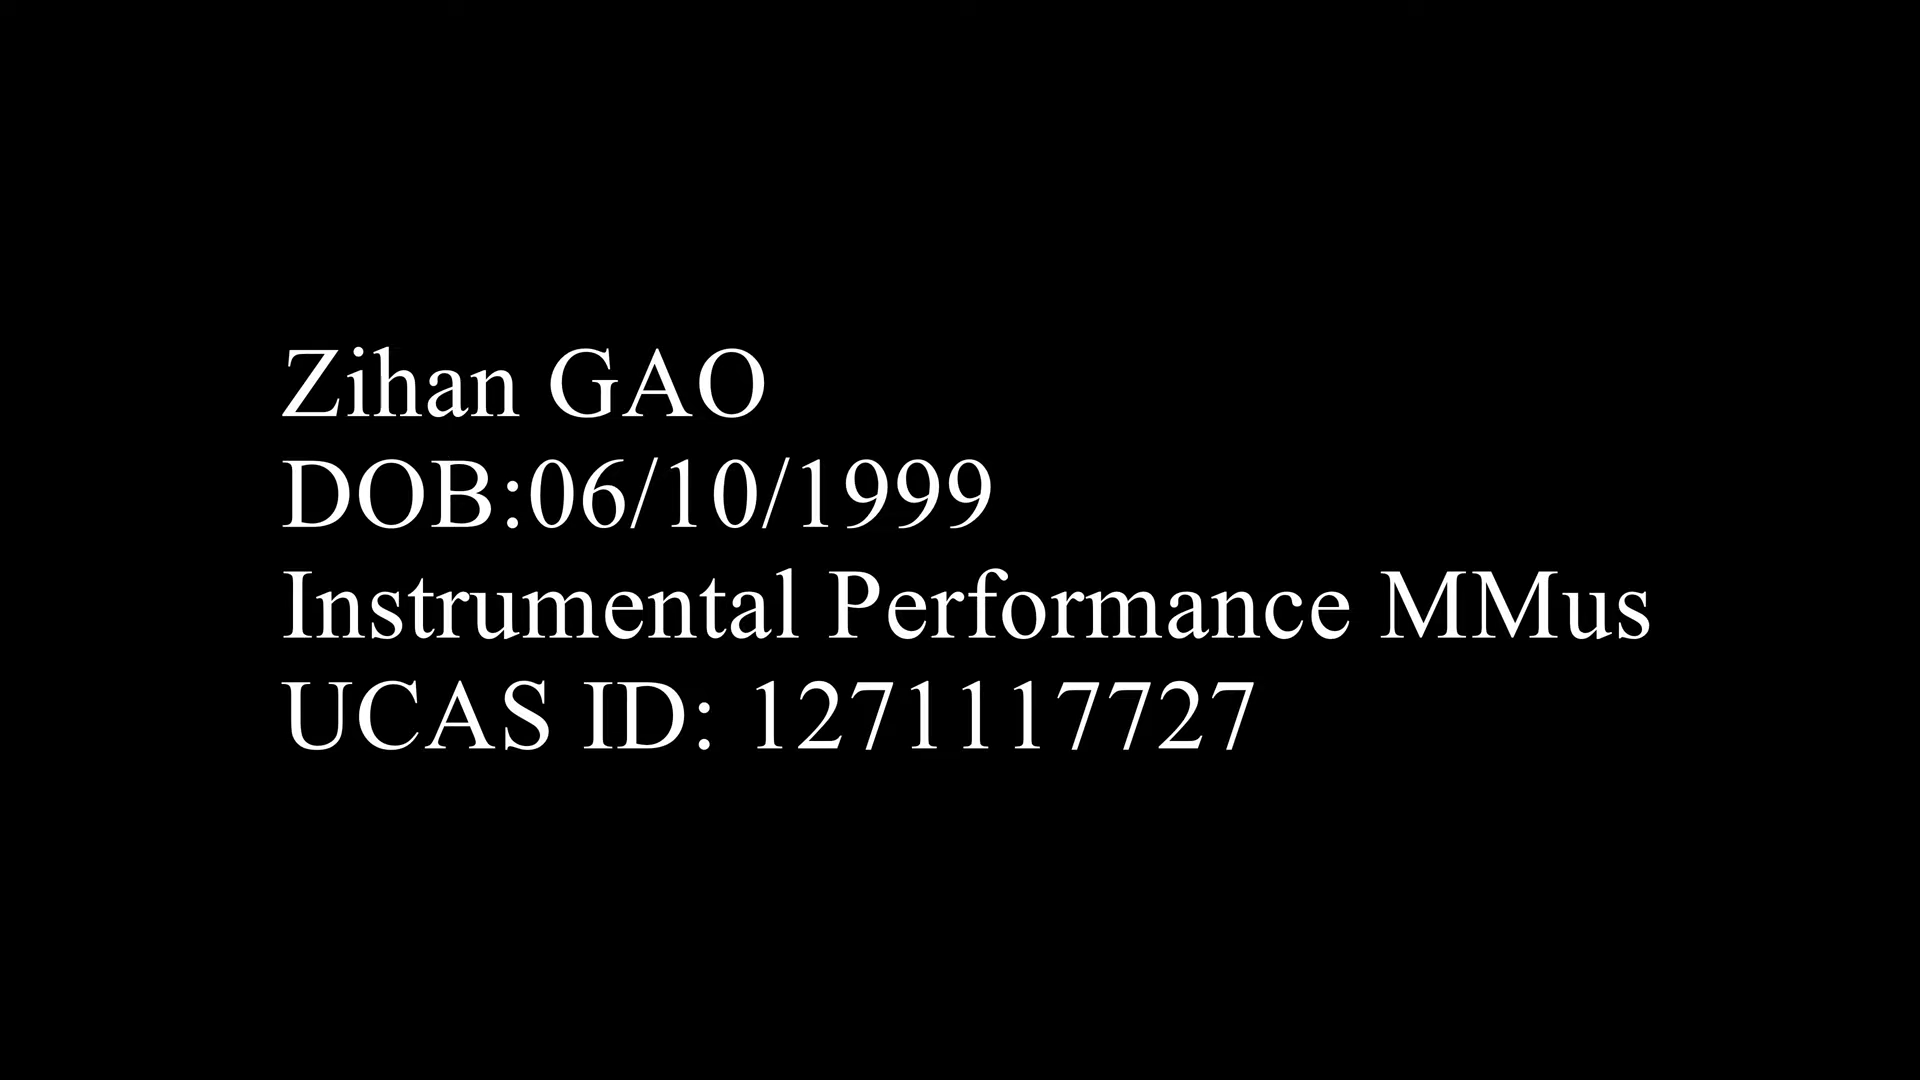 Zihan GAO
DOB:06/10/1999
Instrumental Performance MMus
UCAS ID: 1271117727